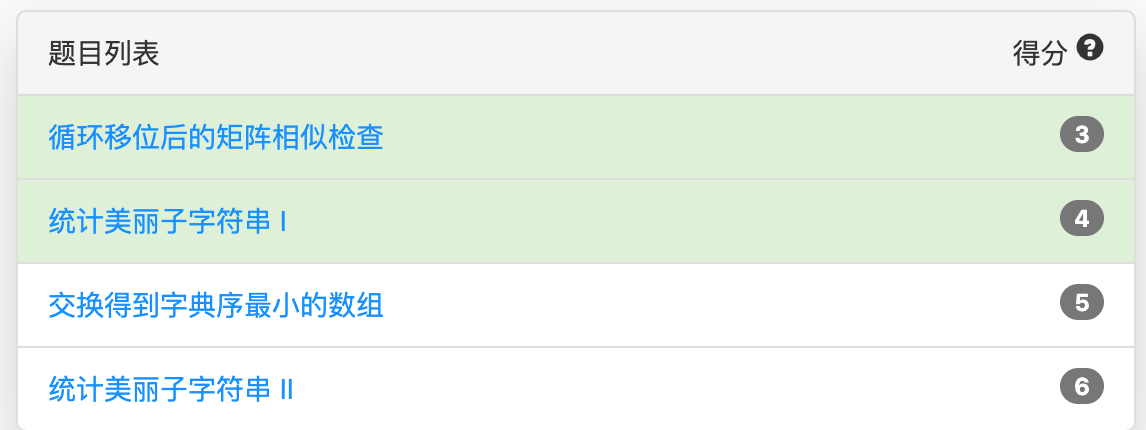 题目列表 得分 ?
循环移位后的矩阵相似检查 3
统计美丽子字符串 I 4
交换得到字典序最小的数组 5
统计美丽子字符串 II 6